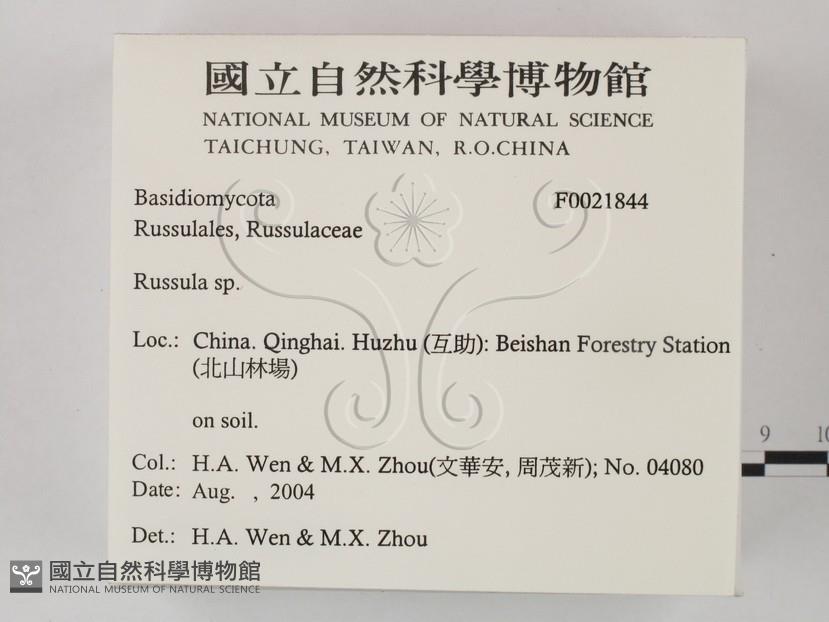 國立自然科學博物館
NATIONAL MUSEUM OF NATURAL SCIENCE
TAICHUNG, TAIWAN, R.O.CHINA
Basidiomycota F0021844
Russulales, Russulaceae
Russula sp.
Loc.: China. Qinghai. Huzhu (互助): Beishan Forestry Station
(北山林場)
on soil.
Col.: H.A. Wen & M.X. Zhou(文華安, 周茂新); No. 04080
Date: Aug. , 2004
Det.: H.A. Wen & M.X. Zhou
9 10
國立自然科學博物館
NATIONAL MUSEUM OF NATURAL SCIENCE